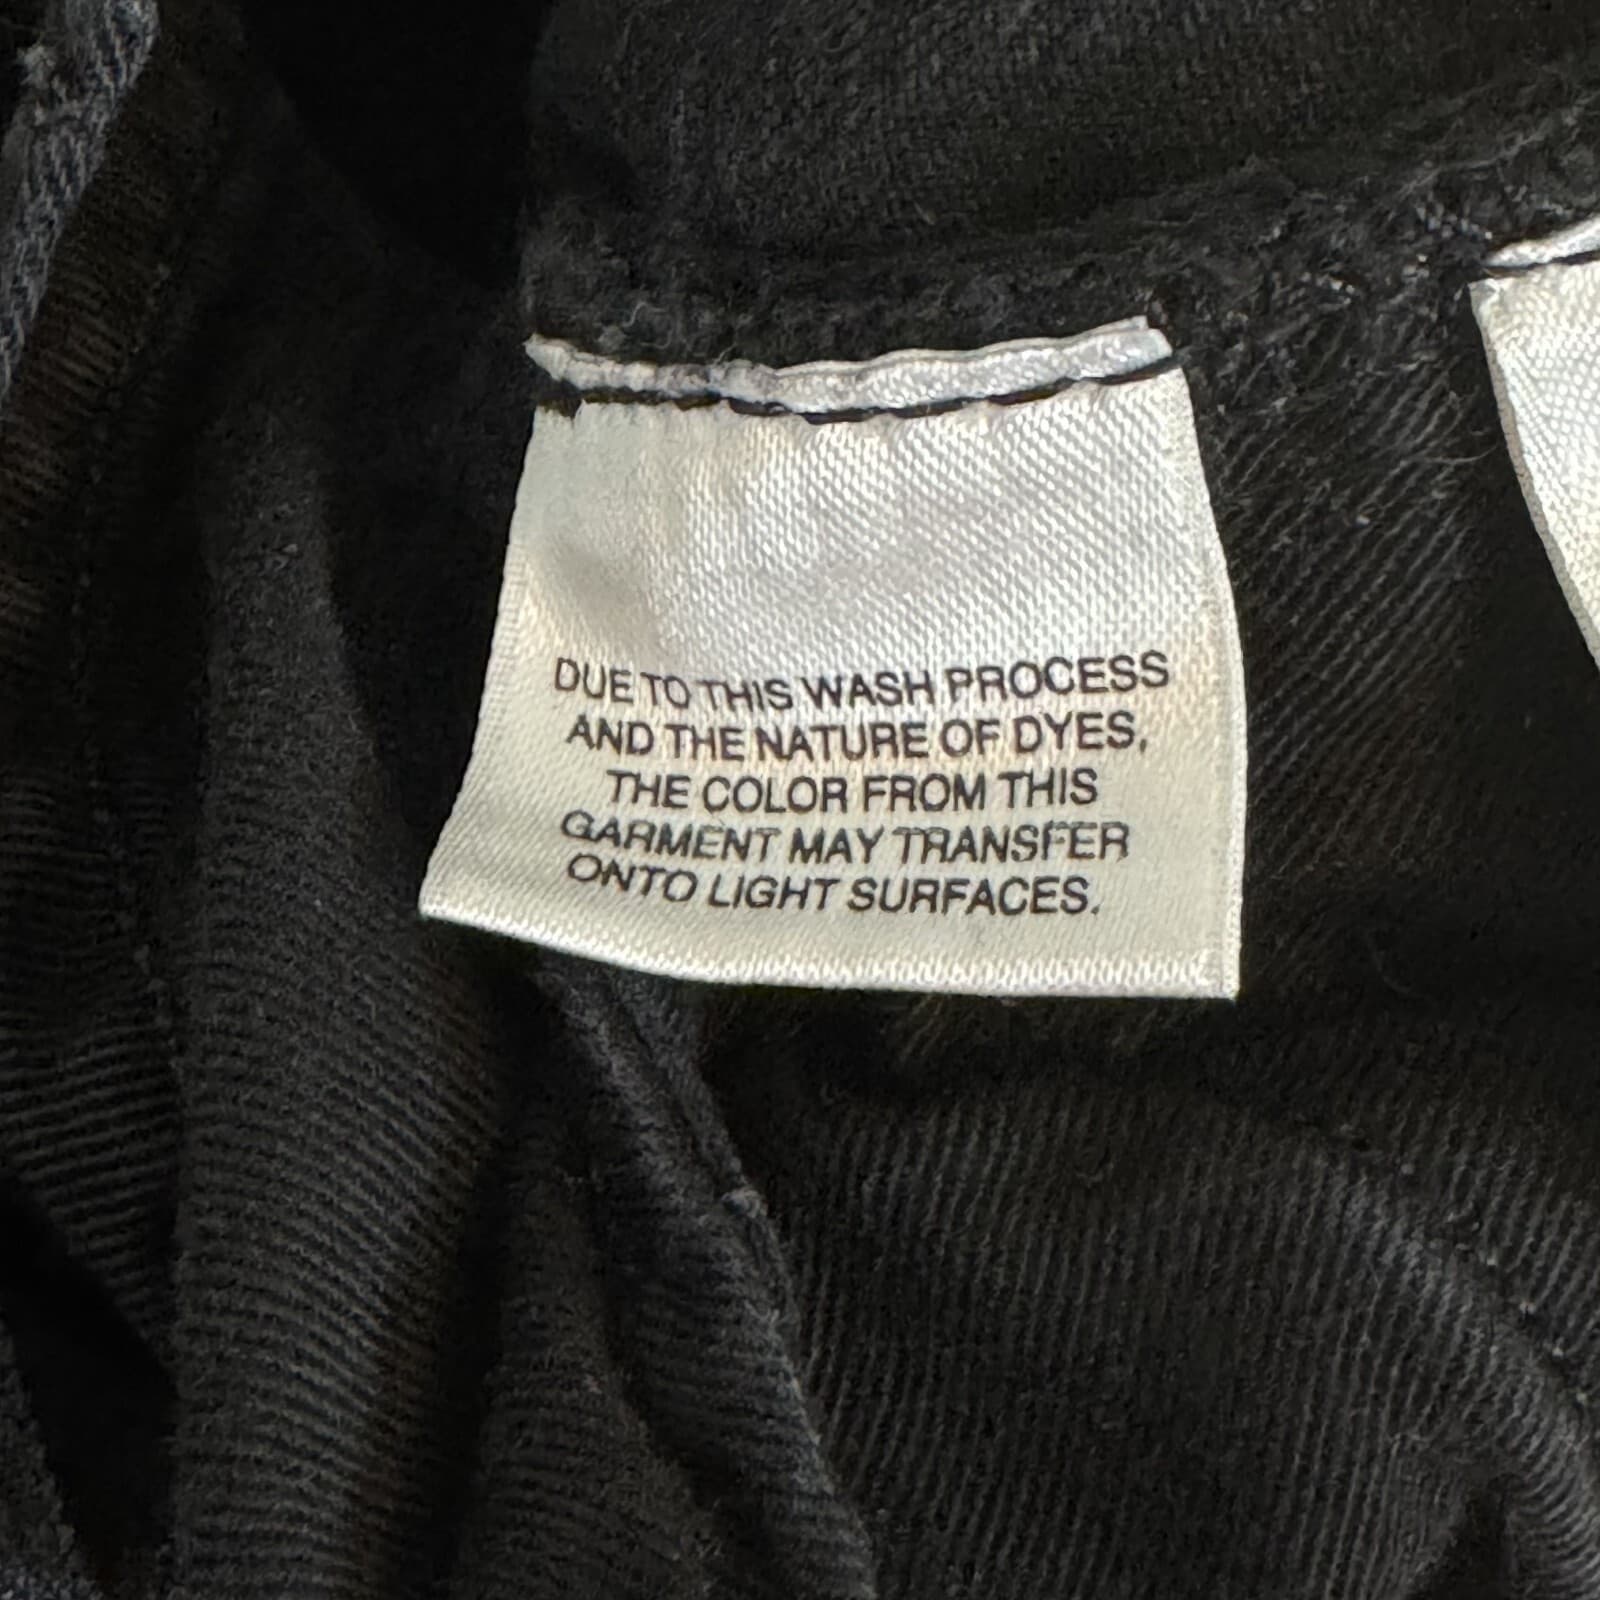 DUE TO THIS WASH PROCESS
AND THE NATURE OF DYES,
THE COLOR FROM THIS
GARMENT MAY TRANSFER
ONTO LIGHT SURFACES.